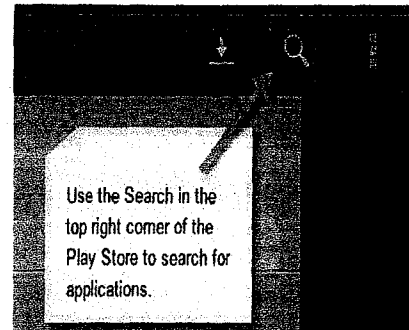 Use the Search in the
top right corner of the
Play Store to search for
applications.